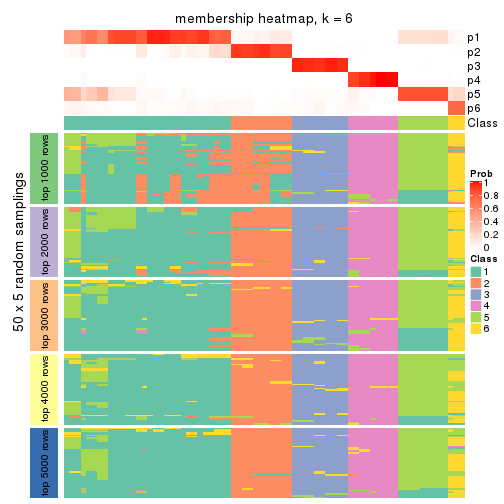 membership heatmap, k = 6
p1
p2
p3
p4
p5
p6
Class
50 x 5 random samplings
top 1000 rows
top 2000 rows
top 3000 rows
top 4000 rows
top 5000 rows
Prob
1
0.8
0.6
0.4
0.2
0
Class
1
2
3
4
5
6